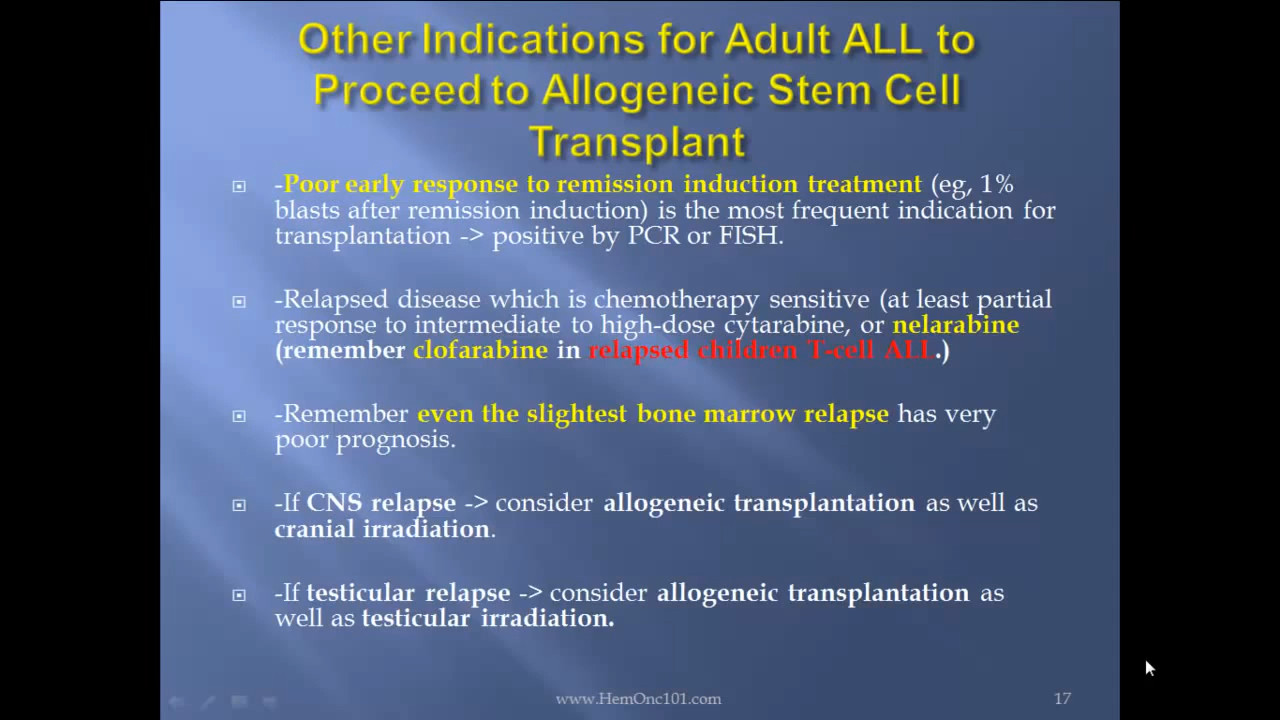 Other Indications for Adult ALL to
Proceed to Allogeneic Stem Cell
Transplant
-Poor early response to remission induction treatment (eg, 1%
blasts after remission induction) is the most frequent indication for
transplantation -> positive by PCR or FISH.
-Relapsed disease which is chemotherapy sensitive (at least partial
response to intermediate to high-dose cytarabine, or nelarabine
(remember clofarabine in relapsed children T-cell ALL.)
-Remember even the slightest bone marrow relapse has very
poor prognosis.
-If CNS relapse -> consider allogeneic transplantation as well as
cranial irradiation.
-If testicular relapse -> consider allogeneic transplantation as
well as testicular irradiation.
www.HemOnc101.com
17